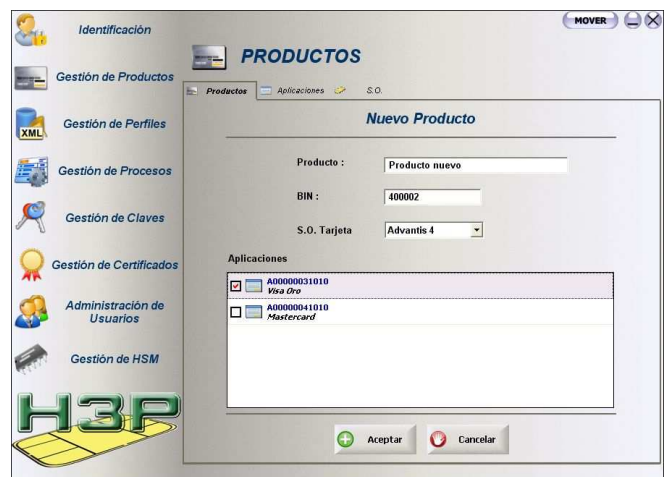 MOVER
Identificación
PRODUCTOS
Gestión de Productos
Productos
Aplicaciones
S.O.
XML
Gestión de Perfiles
Nuevo Producto
Producto :
Producto nuevo
Gestión de Procesos
BIN :
400002
Gestión de Claves
S.O. Tarjeta
Advantis 4
Gestión de Certificados
Aplicaciones
A00000031010
Visa Oro
A00000041010
Mastercard
Administración de
Usuarios
Gestión de HSM
H3P
Aceptar
Cancelar